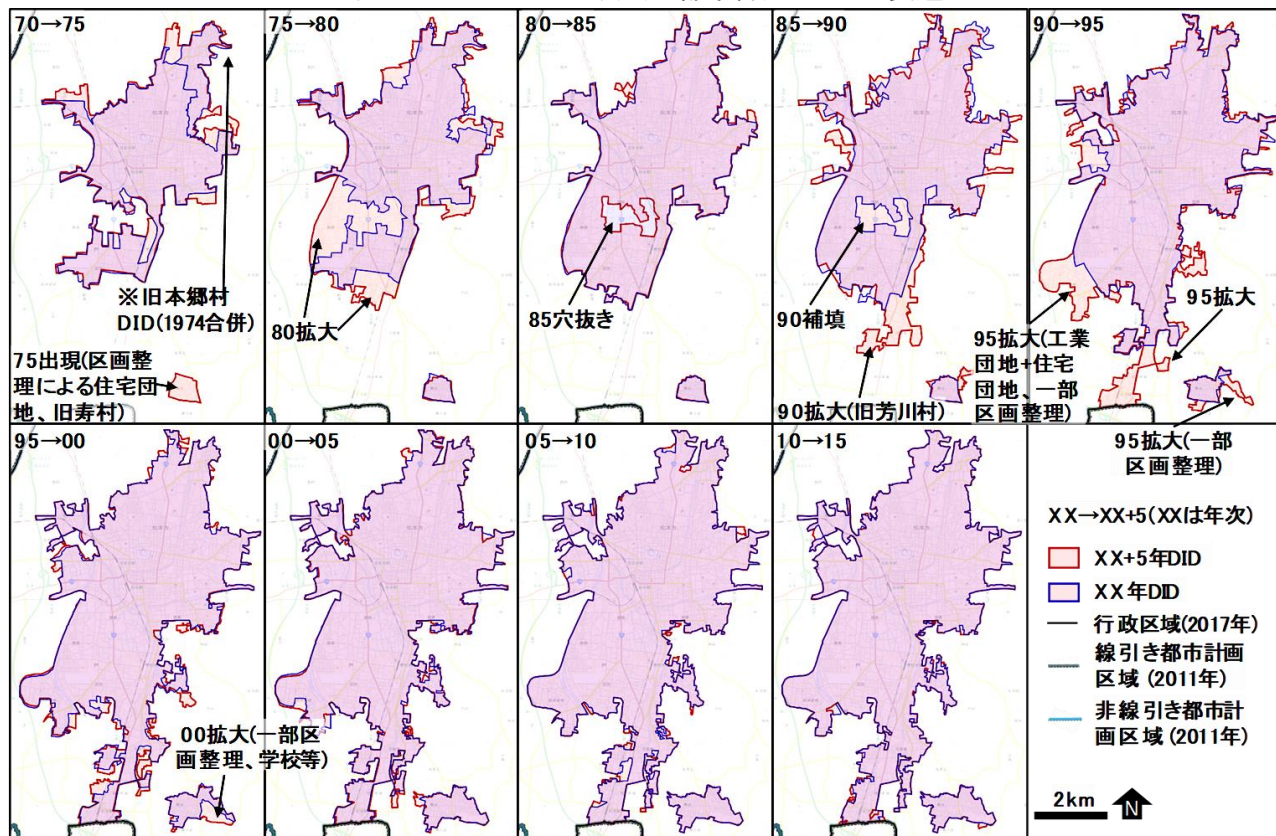 70→75
75→80
80→85
85→90
90→95
※旧本郷村
DID(1974合併)
75出現(区画整
理による住宅団
地、旧寿村)
80拡大
85穴抜き
90補填
90拡大(旧芳川村)
95拡大(工業
団地+住宅
団地、一部
区画整理)
95拡大
95拡大(一部
区画整理)
95→00
00→05
05→10
10→15
00拡大(一部区
画整理、学校等)
XX→XX+5(XXは年次)
XX+5年DID
XX年DID
行政区域(2017年)
線引き都市計画
区域(2011年)
非線引き都市計
画区域(2011年)
2km
N